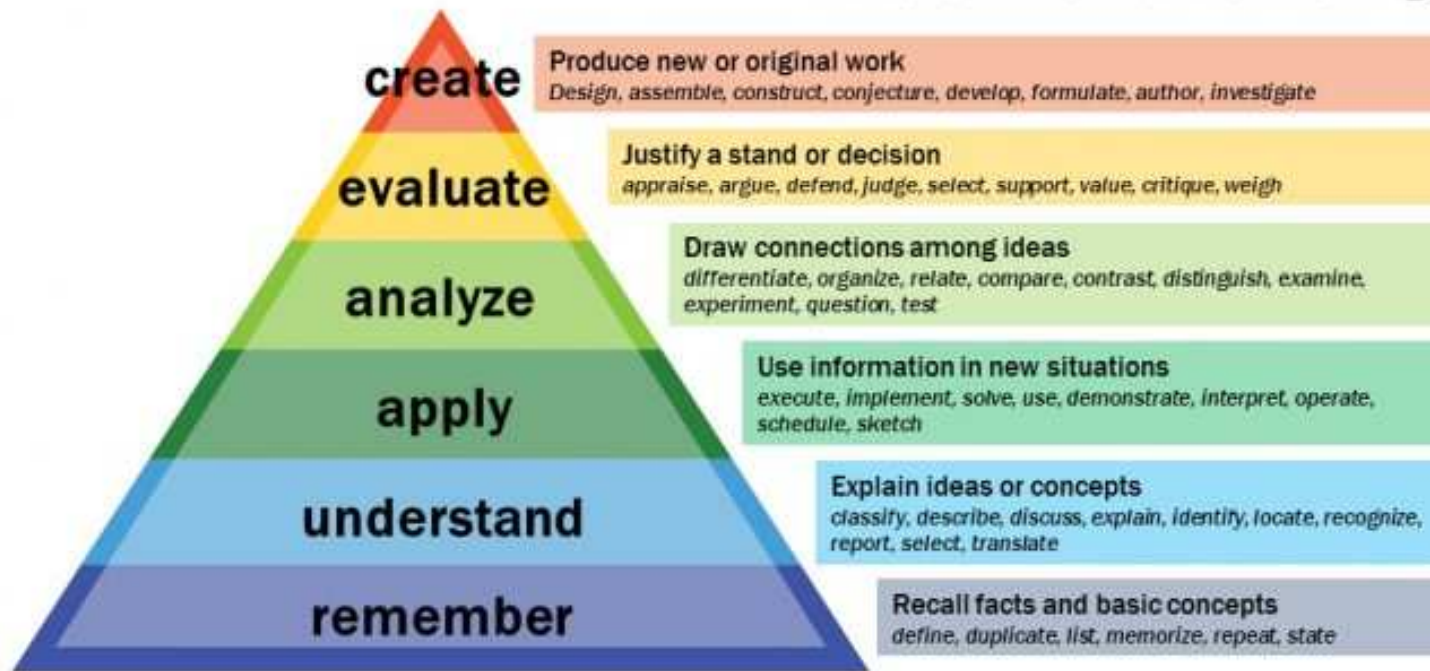 create
Produce new or original work
Design, assemble, construct, conjecture, develop, formulate, author, investigate
evaluate
Justify a stand or decision
appraise, argue, defend, judge, select, support, value, critique, weigh
analyze
Draw connections among ideas
differentiate, organize, relate, compare, contrast, distinguish, examine,
experiment, question, test
apply
Use information in new situations
execute, implement, solve, use, demonstrate, interpret, operate,
schedule, sketch
understand
Explain ideas or concepts
classify, describe, discuss, explain, identify, locate, recognize,
report, select, translate
remember
Recall facts and basic concepts
define, duplicate, list, memorize, repeat, state